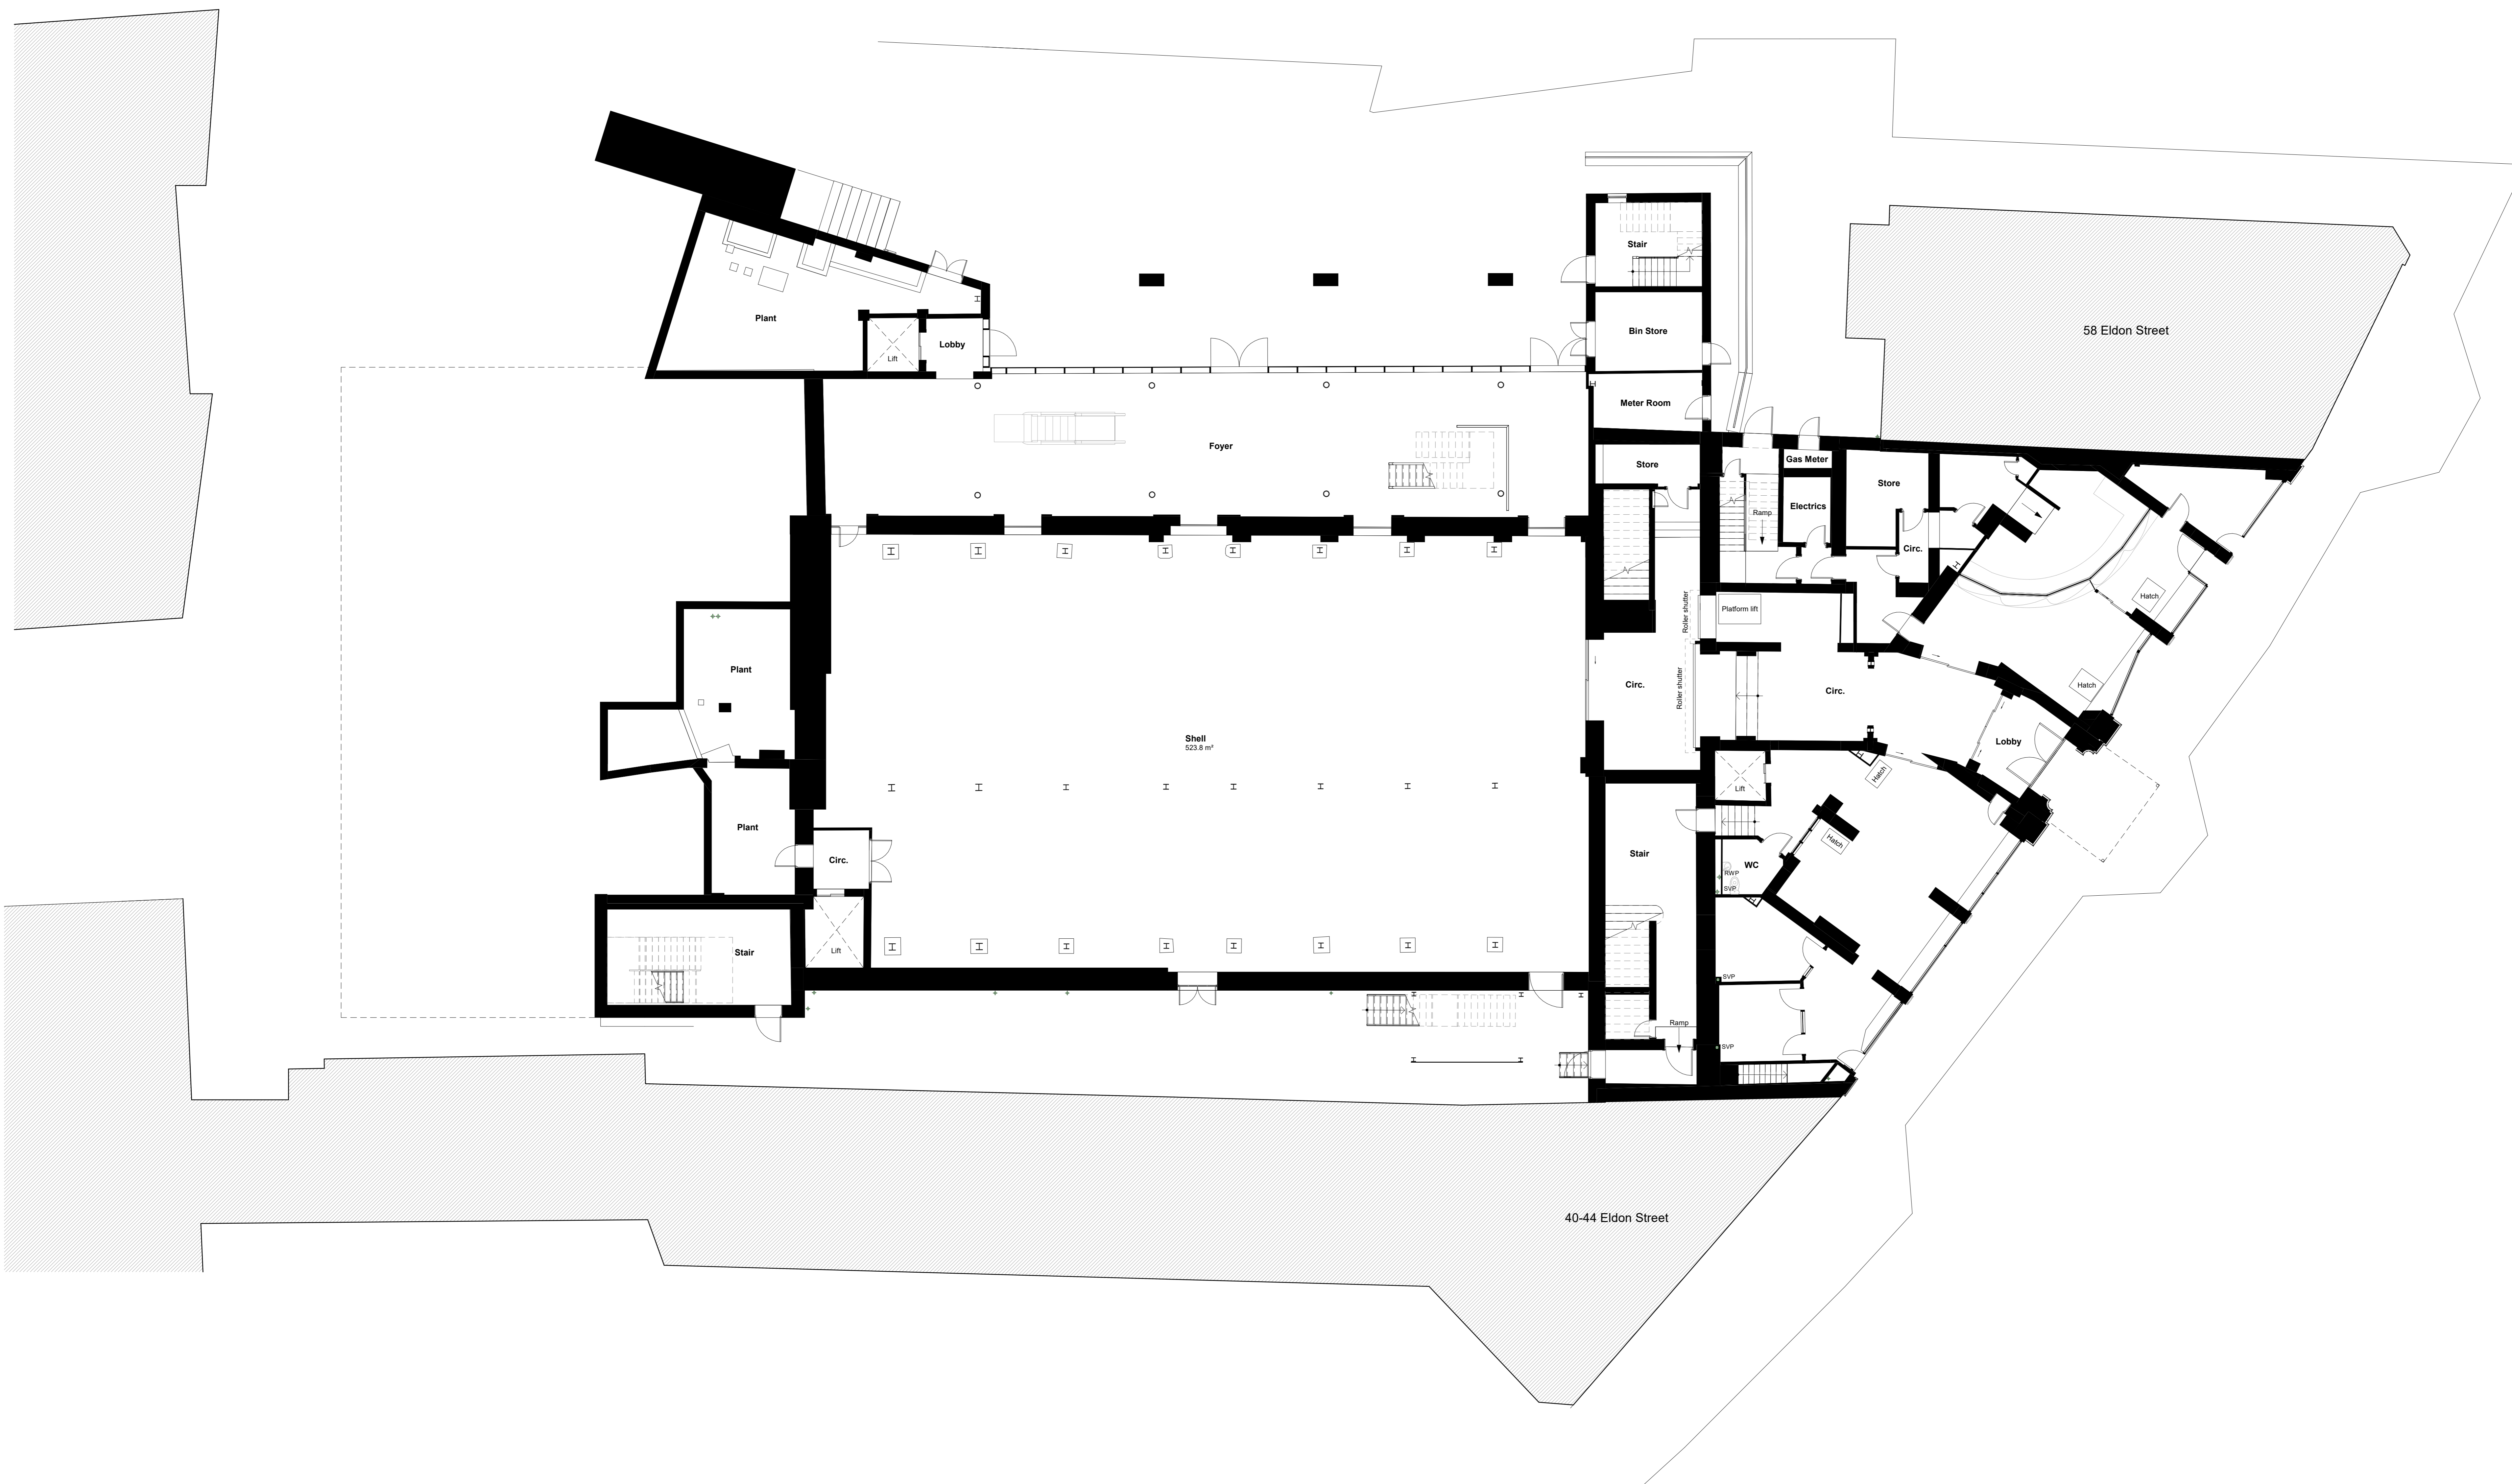 Stair
58 Eldon Street
Plant
Bin Store
Lobby
Lift
Meter Room
Foyer
Gas Meter
Store
Store
Electrics
Ramp
Circ.
Hatch
Roller shutter
Platform lift
Plant
Hatch
Circ.
Roller shutter
Circ.
Shell
523.8 m²
Lobby
Hatch
Lift
Plant
Hatch
Circ.
Stair
WC
RWP
SVP
Stair
Lift
SVP
Ramp
SVP
40-44 Eldon Street